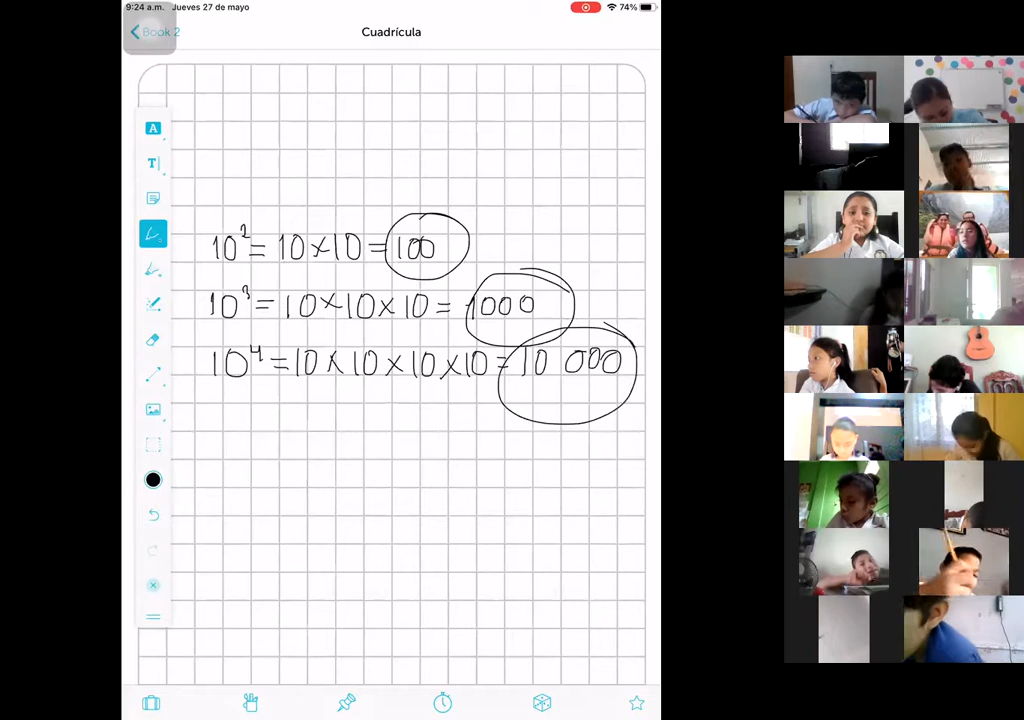 9:24 a.m. Jueves 27 de mayo
74%
Book 2
Cuadrícula
A
T
10² = 10 × 10 = 100
10³ = 10 × 10 × 10 = 1000
10⁴ = 10 × 10 × 10 × 10 = 10 000